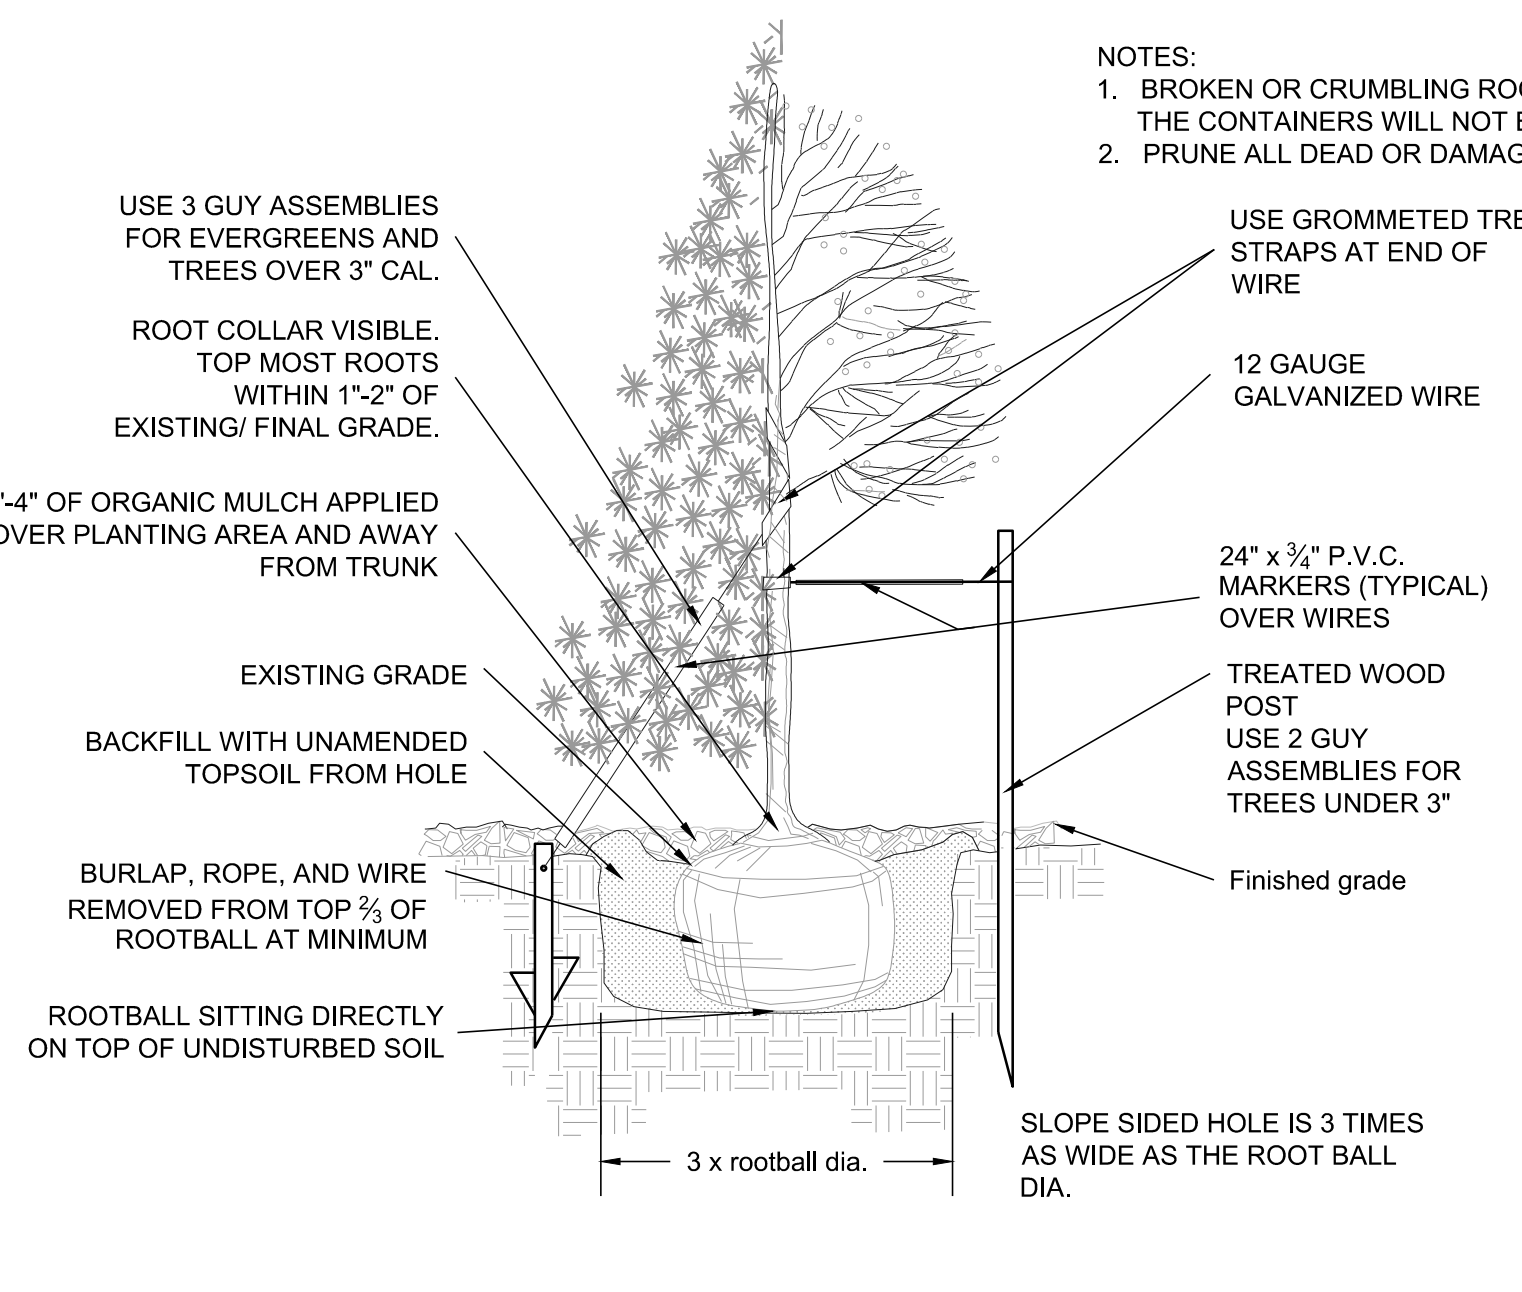 NOTES:
1. BROKEN OR CRUMBLING
THE CONTAINERS WILL NOT
2. PRUNE ALL DEAD OR
USE 3 GUY ASSEMBLIES
FOR EVERGREENS AND
TREES OVER 3" CAL.
ROOT COLLAR VISIBLE.
TOP MOST ROOTS
WITHIN 1"-2" OF
EXISTING/ FINAL GRADE.
"-4" OF ORGANIC MULCH APPLIED
OVER PLANTING AREA AND AWAY
FROM TRUNK
EXISTING GRADE
BACKFILL WITH UNAMENDED
TOPSOIL FROM HOLE
BURLAP, ROPE, AND WIRE
REMOVED FROM TOP ⅔ OF
ROOTBALL AT MINIMUM
ROOTBALL SITTING DIRECTLY
ON TOP OF UNDISTURBED SOIL
USE GROMMETED
STRAPS AT END OF
WIRE
12 GAUGE
GALVANIZED WIRE
24" x ¾" P.V.C.
MARKERS (TYPICAL)
OVER WIRES
TREATED WOOD
POST
USE 2 GUY
ASSEMBLIES FOR
TREES UNDER 3"
Finished grade
3 x rootball dia.
SLOPE SIDED HOLE IS 3 TIMES
AS WIDE AS THE ROOT BALL
DIA.